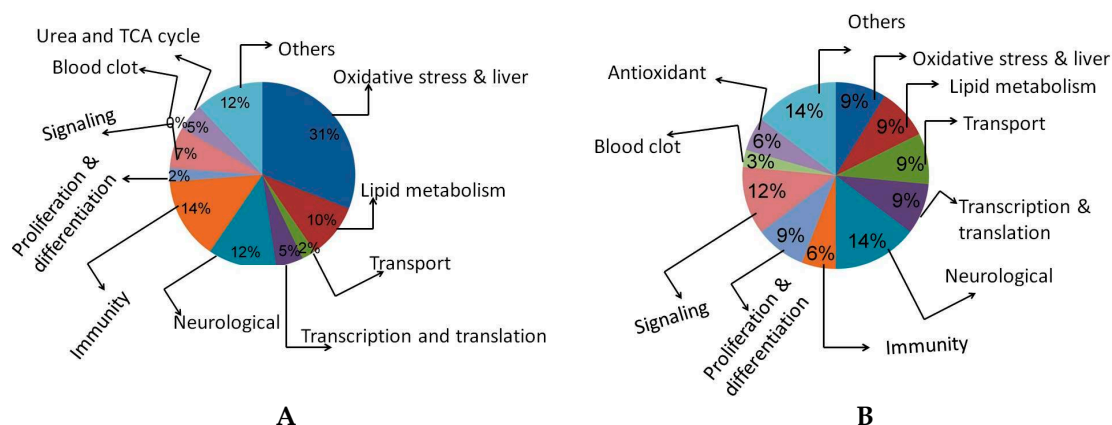 Urea and TCA cycle
Others
Blood clot
Oxidative stress & liver
12%
31%
0%
5%
Signaling
7%
2%
Proliferation &
differentiation
14%
Lipid metabolism
10%
12%
5%
2%
Transport
Immunity
Neurological
Transcription and translation
A
Others
Oxidative stress & liver
Antioxidant
Lipid metabolism
14%
9%
9%
Transport
6%
Blood clot
3%
9%
12%
9%
Transcription &
translation
9%
14%
6%
Neurological
Signaling
Proliferation &
differentiation
Immunity
B